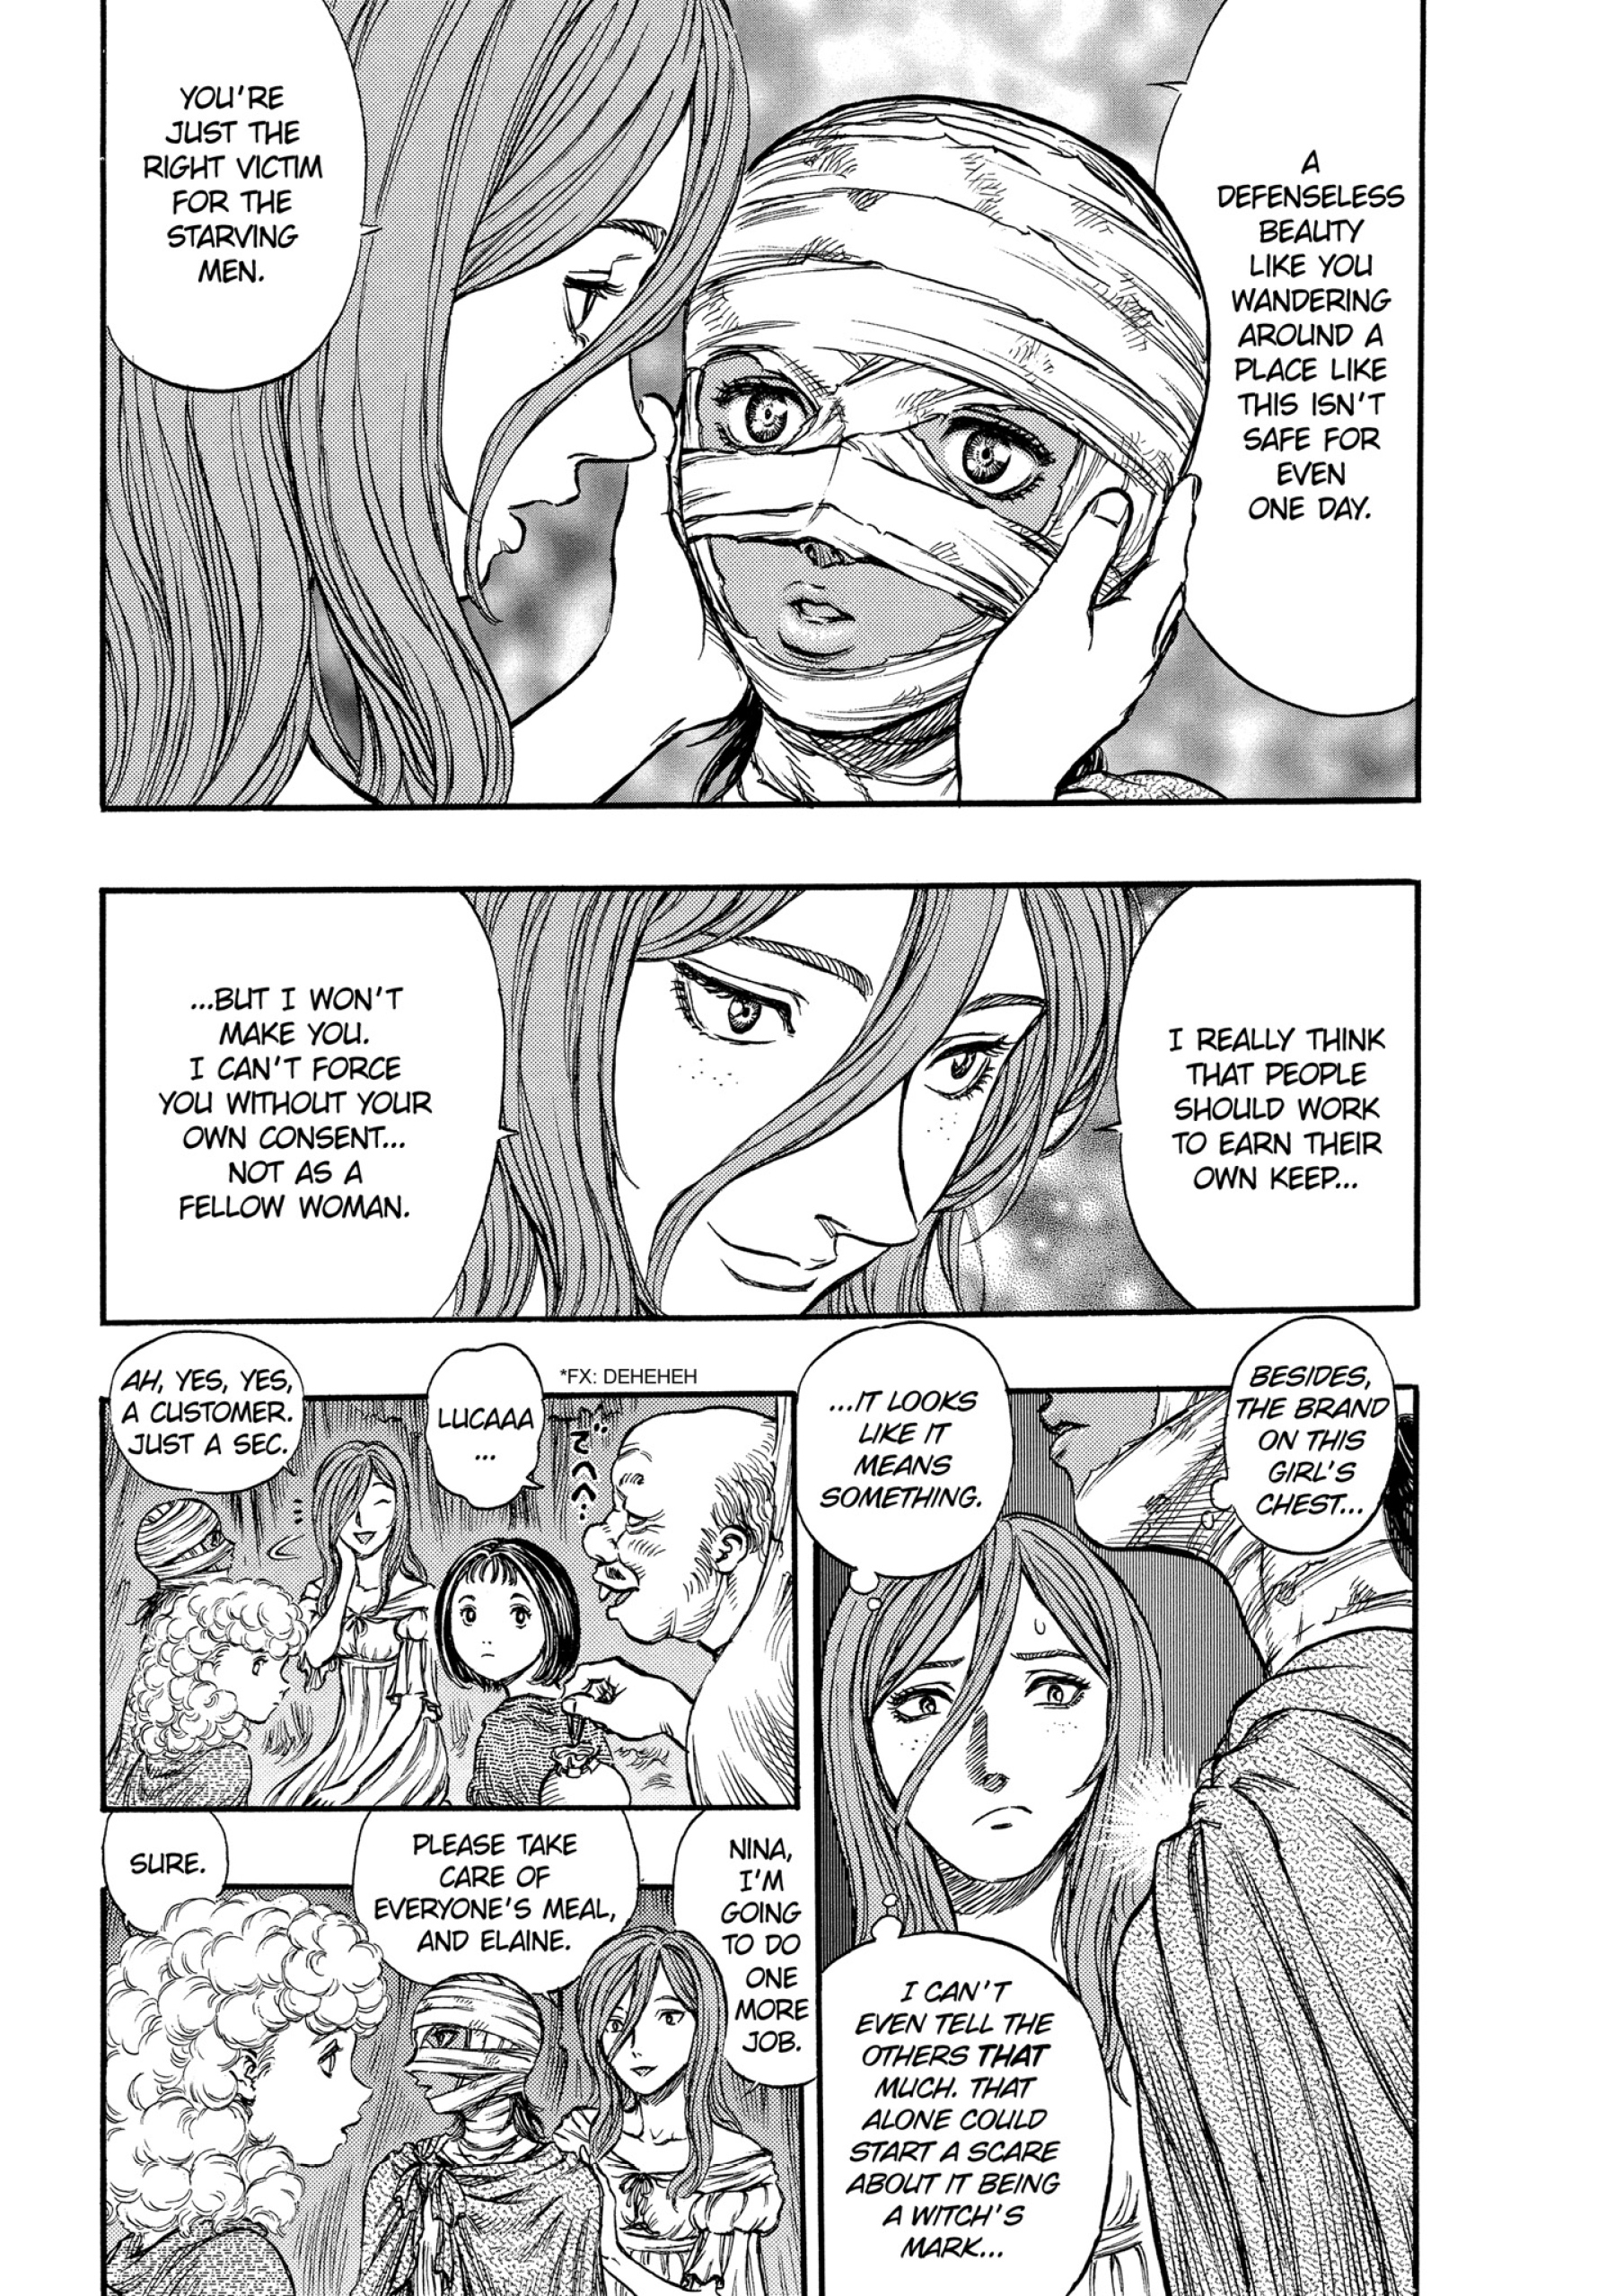 A
DEFENSELESS
BEAUTY
LIKE YOU
WANDERING
AROUND A
PLACE LIKE
THIS ISN'T
SAFE FOR
EVEN
ONE DAY.
YOU'RE
JUST THE
RIGHT VICTIM
FOR THE
STARVING
MEN.
I REALLY THINK
THAT PEOPLE
SHOULD WORK
TO EARN THEIR
OWN KEEP...
...BUT I WON'T
MAKE YOU.
I CAN'T FORCE
YOU WITHOUT YOUR
OWN CONSENT...
NOT AS A
FELLOW WOMAN.
BESIDES,
THE BRAND
ON THIS
GIRL'S
CHEST...
...IT LOOKS
LIKE IT
MEANS
SOMETHING.
I CAN'T
EVEN TELL THE
OTHERS THAT
MUCH. THAT
ALONE COULD
START A SCARE
ABOUT IT BEING
A WITCH'S
MARK...
*FX: DEHEHEH
でへへ…
LUCAAA
...
AH, YES, YES,
A CUSTOMER.
JUST A SEC.
NINA,
I'M
GOING
TO DO
ONE
MORE
JOB.
PLEASE TAKE
CARE OF
EVERYONE'S MEAL,
AND ELAINE.
SURE.